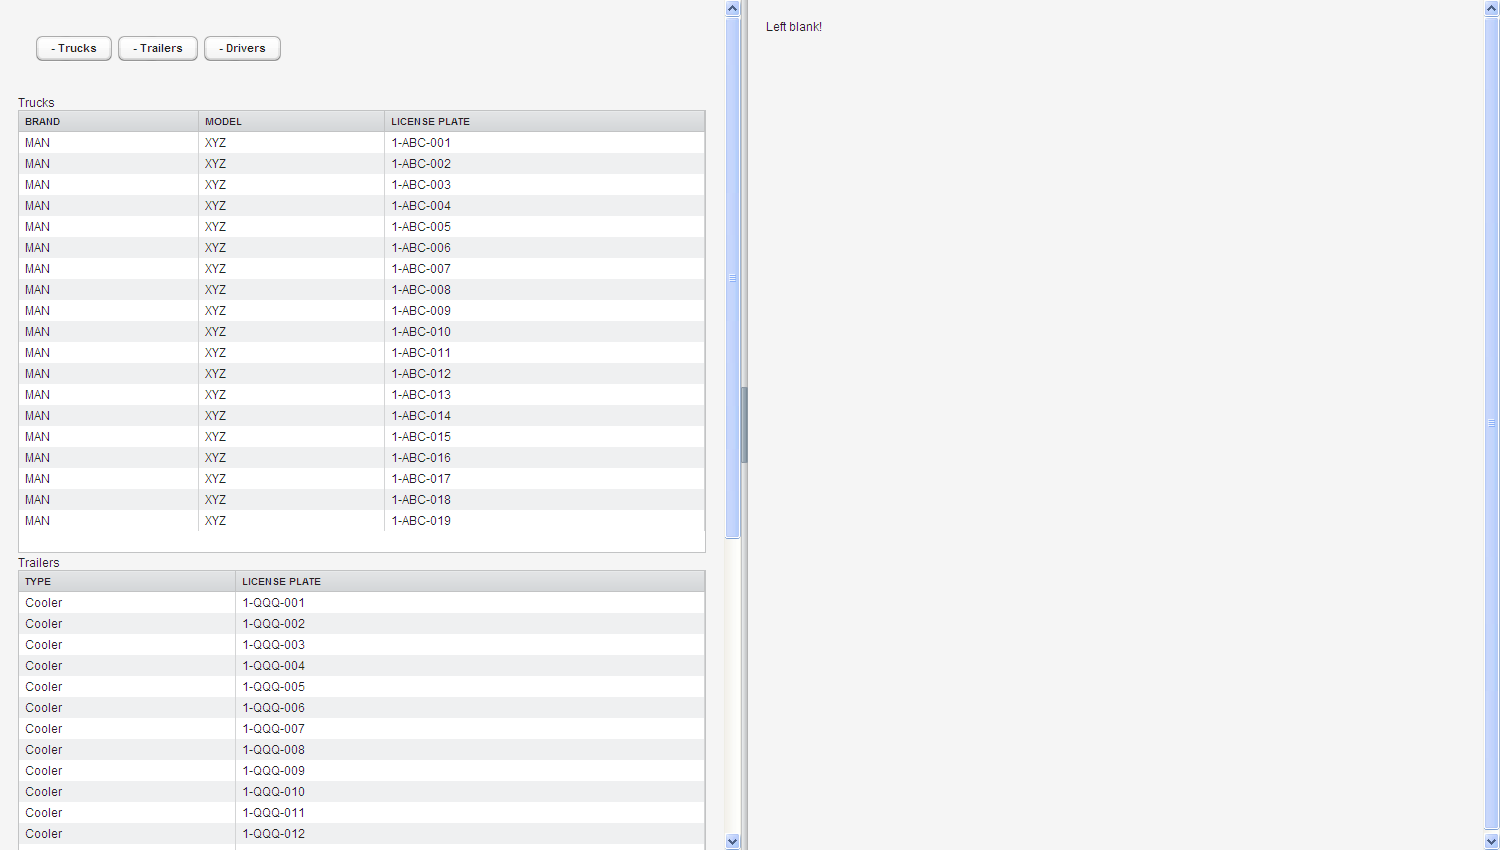 - Trucks - Trailers - Drivers
Trucks
BRAND MODEL LICENSE PLATE
MAN XYZ 1-ABC-001
MAN XYZ 1-ABC-002
MAN XYZ 1-ABC-003
MAN XYZ 1-ABC-004
MAN XYZ 1-ABC-005
MAN XYZ 1-ABC-006
MAN XYZ 1-ABC-007
MAN XYZ 1-ABC-008
MAN XYZ 1-ABC-009
MAN XYZ 1-ABC-010
MAN XYZ 1-ABC-011
MAN XYZ 1-ABC-012
MAN XYZ 1-ABC-013
MAN XYZ 1-ABC-014
MAN XYZ 1-ABC-015
MAN XYZ 1-ABC-016
MAN XYZ 1-ABC-017
MAN XYZ 1-ABC-018
MAN XYZ 1-ABC-019
Trailers
TYPE LICENSE PLATE
Cooler 1-QQQ-001
Cooler 1-QQQ-002
Cooler 1-QQQ-003
Cooler 1-QQQ-004
Cooler 1-QQQ-005
Cooler 1-QQQ-006
Cooler 1-QQQ-007
Cooler 1-QQQ-008
Cooler 1-QQQ-009
Cooler 1-QQQ-010
Cooler 1-QQQ-011
Cooler 1-QQQ-012
Left blank!